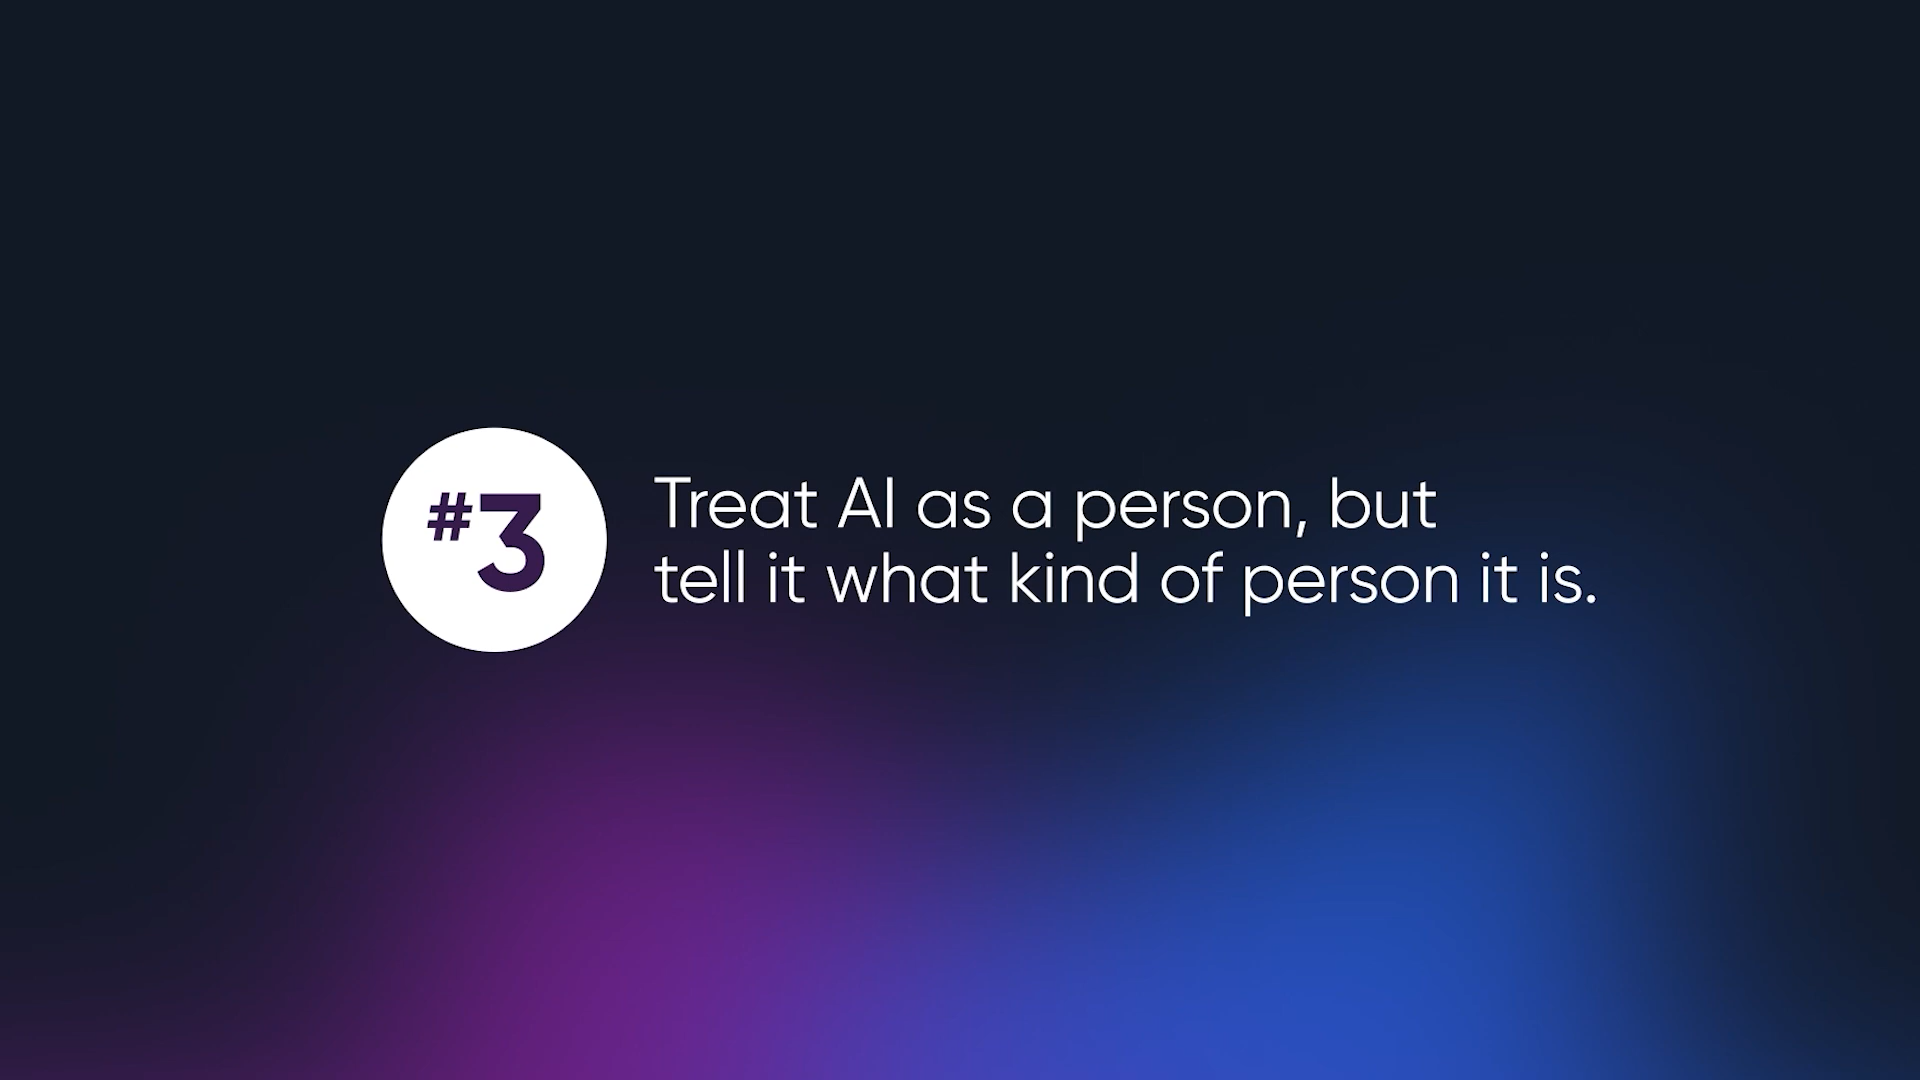 #3
Treat AI as a person, but
tell it what kind of person it is.